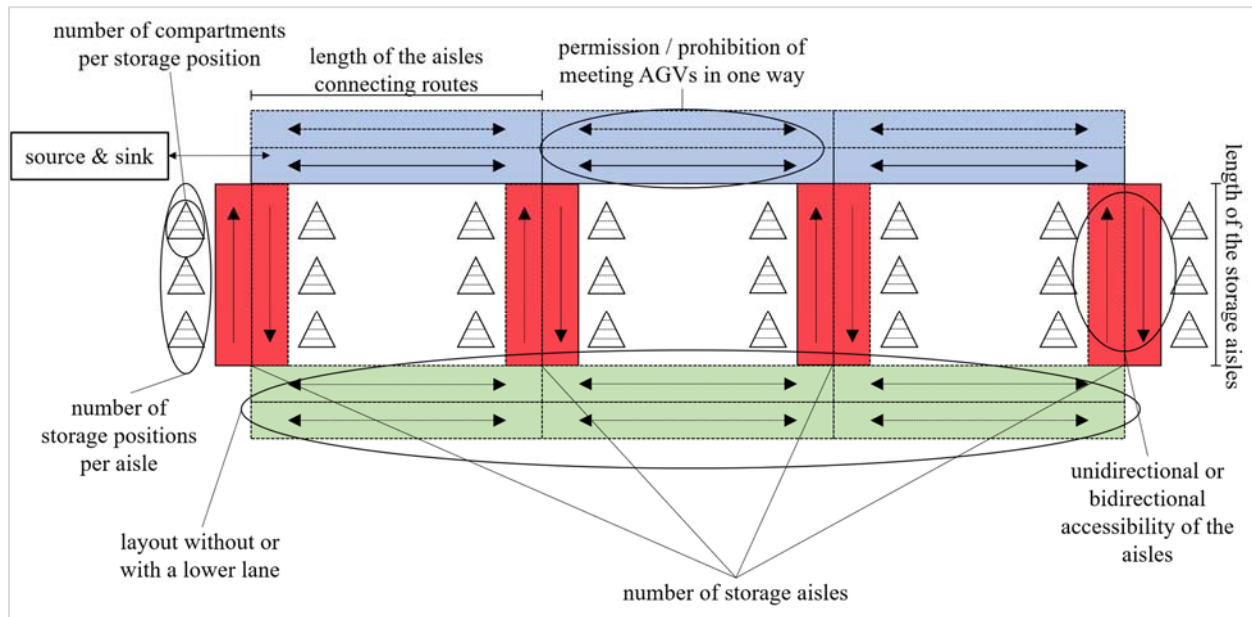 number of compartments
per storage position
length of the aisles
connecting routes
permission / prohibition of
meeting AGVs in one way
source & sink
length of the storage aisles
number of
storage positions
per aisle
layout without or
with a lower lane
number of storage aisles
unidirectional or
bidirectional
accessibility of the
aisles